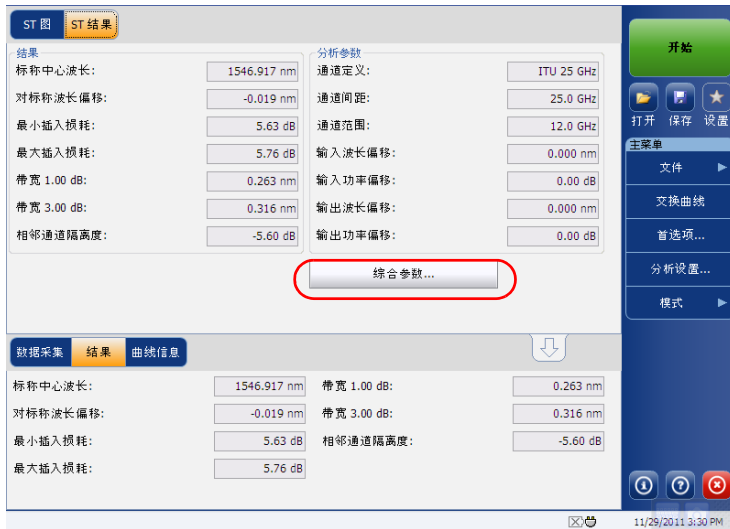 ST 图 ST 结果
结果
标称中心波长: 1546.917 nm
对标称波长偏移: -0.019 nm
最小插入损耗: 5.63 dB
最大插入损耗: 5.76 dB
带宽 1.00 dB: 0.263 nm
带宽 3.00 dB: 0.316 nm
相邻通道隔离度: -5.60 dB
分析参数
通道定义: ITU 25 GHz
通道间距: 25.0 GHz
通道范围: 12.0 GHz
输入波长偏移: 0.000 nm
输入功率偏移: 0.00 dB
输出波长偏移: 0.000 nm
输出功率偏移: 0.00 dB
综合参数...
数据采集 结果 曲线信息
标称中心波长: 1546.917 nm
对标称波长偏移: -0.019 nm
最小插入损耗: 5.63 dB
最大插入损耗: 5.76 dB
带宽 1.00 dB: 0.263 nm
带宽 3.00 dB: 0.316 nm
相邻通道隔离度: -5.60 dB
开始
打开 保存 设置
主菜单
文件
交换曲线
首选项...
分析设置...
模式
11/29/2011 3:30 PM